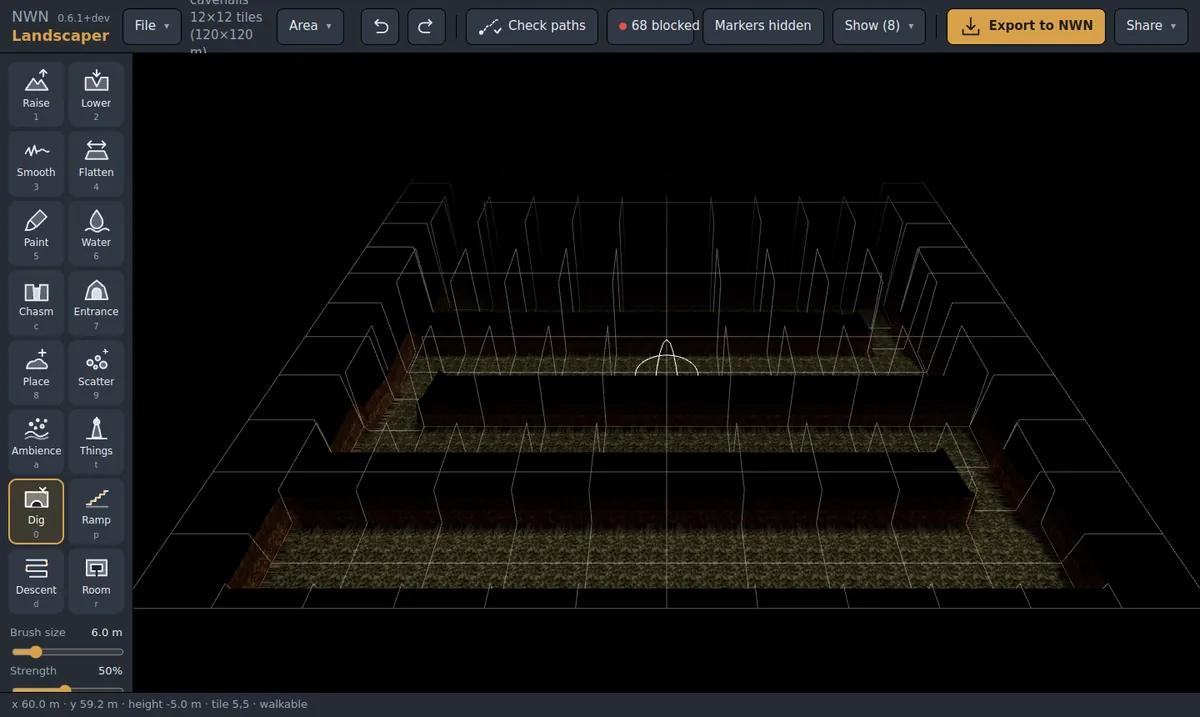 NWN 0.6.1+dev
Landscaper
File
cavehalls
12×12 tiles
(120×120
m)
Area
Check paths
68 blocked
Markers hidden
Show (8)
Export to NWN
Share
Raise
1
Lower
2
Smooth
3
Flatten
4
Paint
5
Water
6
Chasm
c
Entrance
7
Place
8
Scatter
9
Ambience
a
Things
t
Dig
0
Ramp
p
Descent
d
Room
r
Brush size 6.0 m
Strength 50%
x 60.0 m · y 59.2 m · height -5.0 m · tile 5,5 · walkable